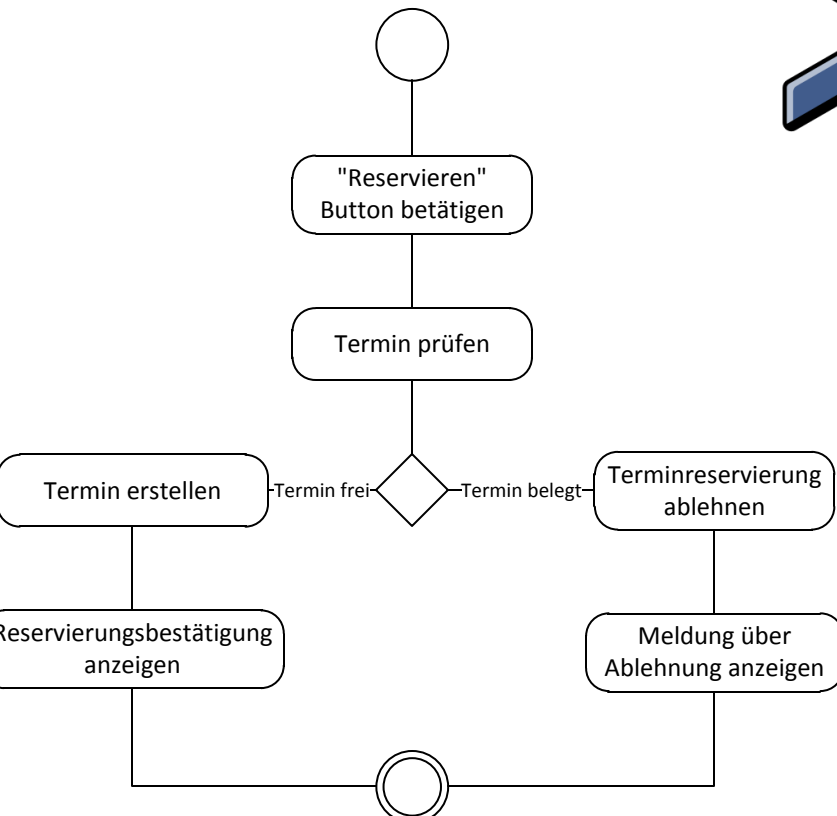 "Reservieren"
Button betätigen
Termin prüfen
Termin erstellen
Termin frei
Termin belegt
Terminreservierung
ablehnen
Reservierungsbestätigung
anzeigen
Meldung über
Ablehnung anzeigen